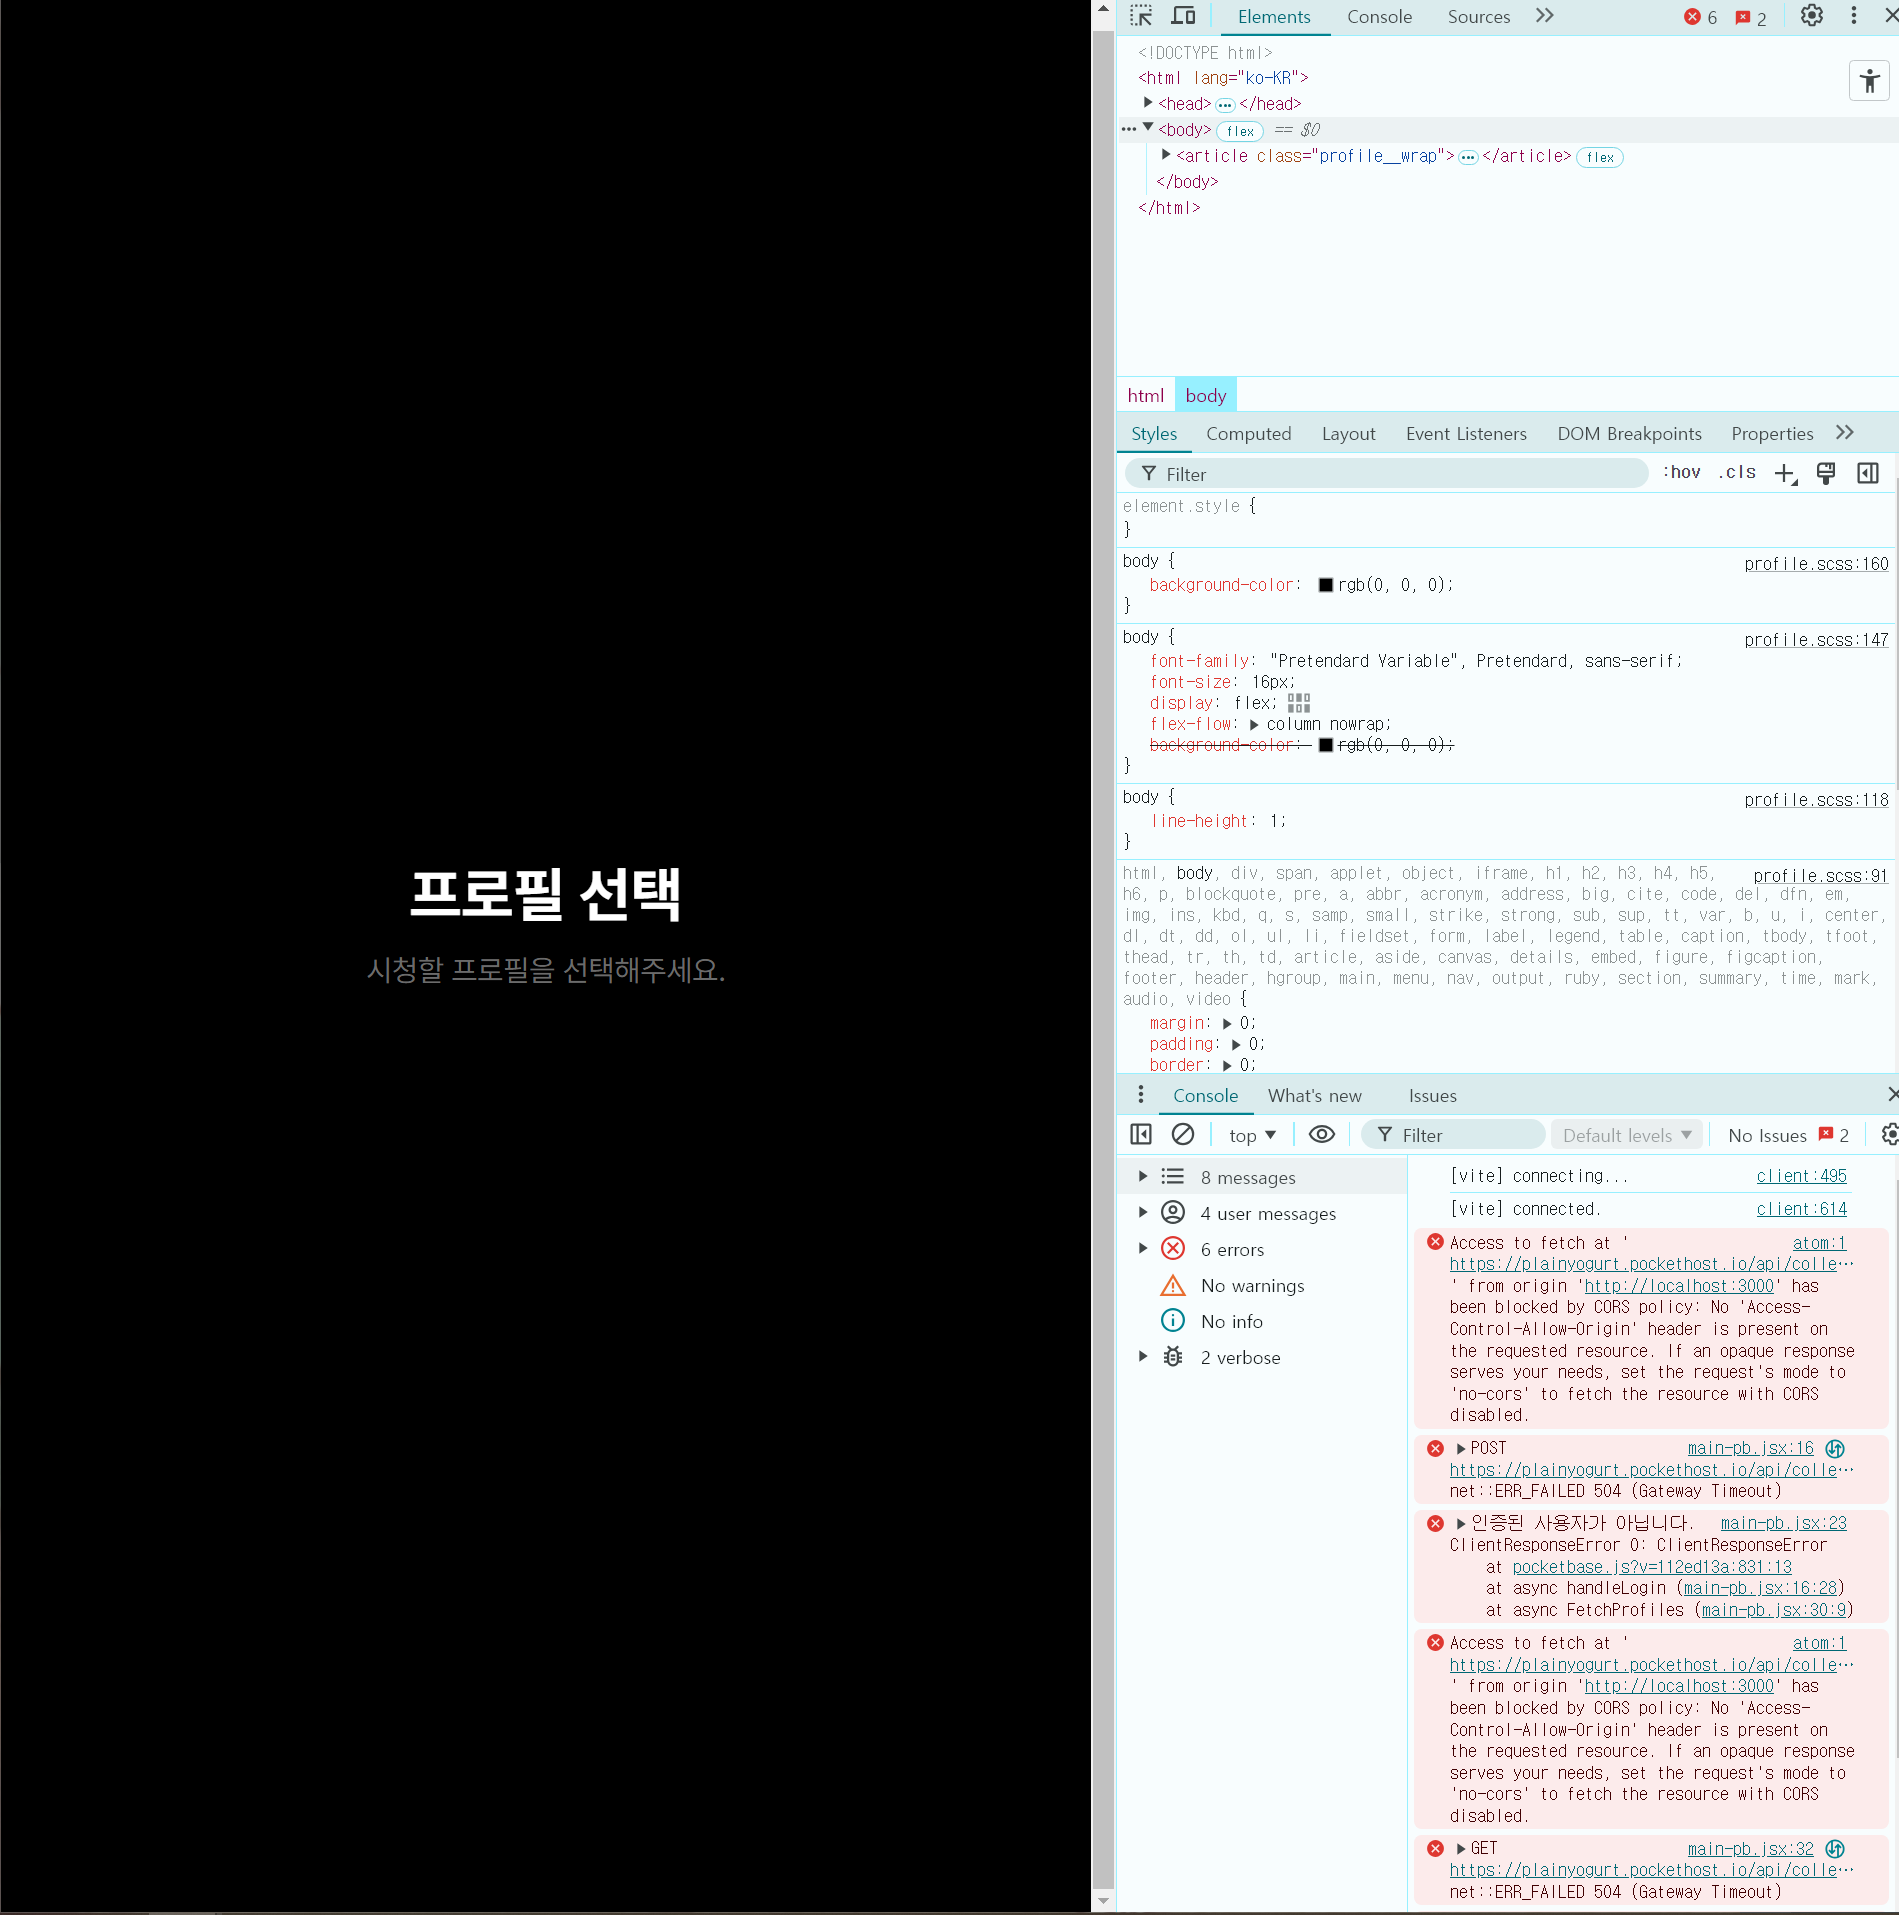 프로필 선택
시청할 프로필을 선택해주세요.
Elements Console Sources 6 2
<!DOCTYPE html>
<html lang="ko-KR">
<head> ••• </head>
••• <body> flex == $0
<article class="profile__wrap"> ••• </article> flex
</body>
</html>
html body
Styles Computed Layout Event Listeners DOM Breakpoints Properties
Filter :hov .cls
element.style {
}
body { profile.scss:160
background-color: rgb(0, 0, 0);
}
body { profile.scss:147
font-family: "Pretendard Variable", Pretendard, sans-serif;
font-size: 16px;
display: flex;
flex-flow: column nowrap;
background-color: rgb(0, 0, 0);
}
body { profile.scss:118
line-height: 1;
}
html, body, div, span, applet, object, iframe, h1, h2, h3, h4, h5, profile.scss:91
h6, p, blockquote, pre, a, abbr, acronym, address, big, cite, code, del, dfn, em,
img, ins, kbd, q, s, samp, small, strike, strong, sub, sup, tt, var, b, u, i, center,
dl, dt, dd, ol, ul, li, fieldset, form, label, legend, table, caption, tbody, tfoot,
thead, tr, th, td, article, aside, canvas, details, embed, figure, figcaption,
footer, header, hgroup, main, menu, nav, output, ruby, section, summary, time, mark,
audio, video {
margin: 0;
padding: 0;
border: 0;
Console What's new Issues
top Filter Default levels No Issues 2
8 messages
4 user messages
6 errors
No warnings
No info
2 verbose
[vite] connecting... client:495
[vite] connected. client:614
Access to fetch at ' atom:1
https://plainyogurt.pockethost.io/api/colle…
' from origin 'http://localhost:3000' has
been blocked by CORS policy: No 'Access-
Control-Allow-Origin' header is present on
the requested resource. If an opaque response
serves your needs, set the request's mode to
'no-cors' to fetch the resource with CORS
disabled.
POST main-pb.jsx:16
https://plainyogurt.pockethost.io/api/colle…
net::ERR_FAILED 504 (Gateway Timeout)
인증된 사용자가 아닙니다. main-pb.jsx:23
ClientResponseError 0: ClientResponseError
at pocketbase.js?v=112ed13a:831:13
at async handleLogin (main-pb.jsx:16:28)
at async FetchProfiles (main-pb.jsx:30:9)
Access to fetch at ' atom:1
https://plainyogurt.pockethost.io/api/colle…
' from origin 'http://localhost:3000' has
been blocked by CORS policy: No 'Access-
Control-Allow-Origin' header is present on
the requested resource. If an opaque response
serves your needs, set the request's mode to
'no-cors' to fetch the resource with CORS
disabled.
GET main-pb.jsx:32
https://plainyogurt.pockethost.io/api/colle…
net::ERR_FAILED 504 (Gateway Timeout)